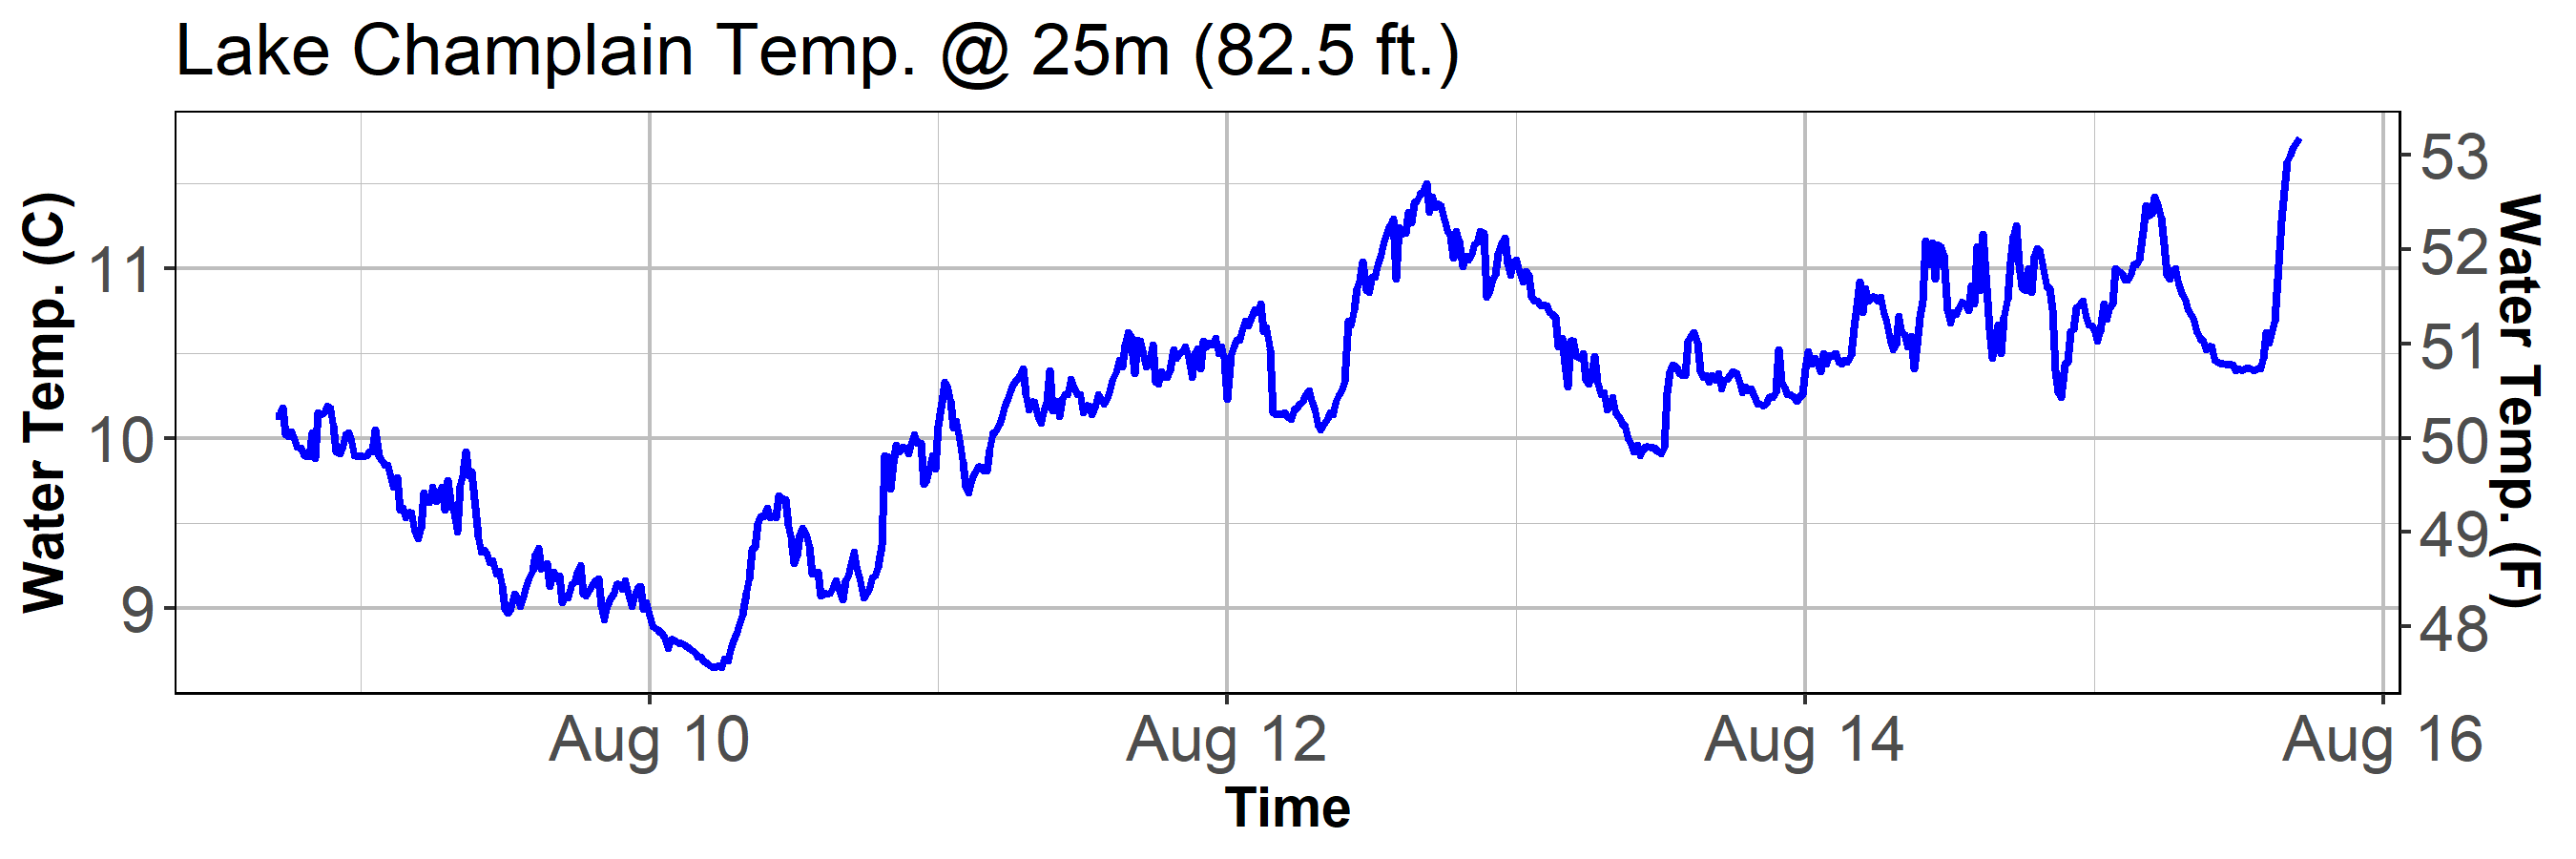 Lake Champlain Temp. @ 25m (82.5 ft.)
Water Temp. (C)
11
10
9
53
52
51
50
49
48
Water Temp. (F)
Aug 10 Aug 12 Aug 14 Aug 16
Time